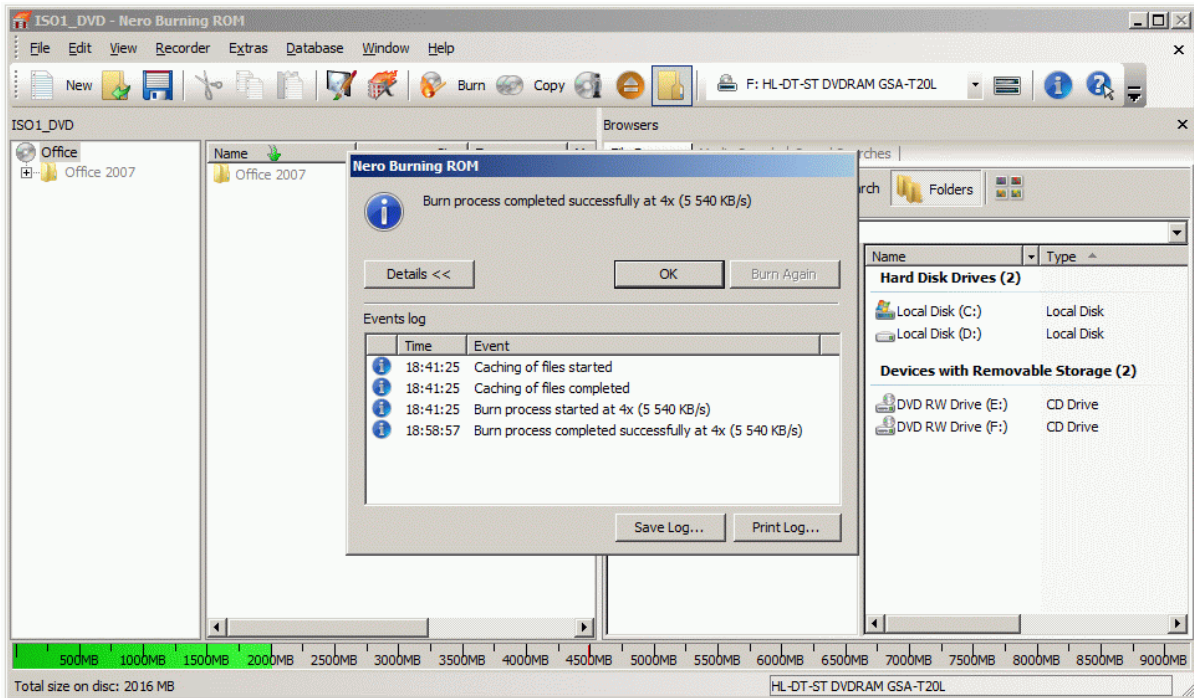 ISO1_DVD - Nero Burning ROM
File Edit View Recorder Extras Database Window Help
New Burn Copy F: HL-DT-ST DVDRAM GSA-T20L
ISO1_DVD
Browsers
Office
Office 2007
Name
Office 2007
Nero Burning ROM
Burn process completed successfully at 4x (5 540 KB/s)
Details << OK Burn Again
Events log
Time Event
18:41:25 Caching of files started
18:41:25 Caching of files completed
18:41:25 Burn process started at 4x (5 540 KB/s)
18:58:57 Burn process completed successfully at 4x (5 540 KB/s)
Save Log... Print Log...
Folders
Name Type
Hard Disk Drives (2)
Local Disk (C:) Local Disk
Local Disk (D:) Local Disk
Devices with Removable Storage (2)
DVD RW Drive (E:) CD Drive
DVD RW Drive (F:) CD Drive
500MB 1000MB 1500MB 2000MB 2500MB 3000MB 3500MB 4000MB 4500MB 5000MB 5500MB 6000MB 6500MB 7000MB 7500MB 8000MB 8500MB 9000MB
Total size on disc: 2016 MB
HL-DT-ST DVDRAM GSA-T20L